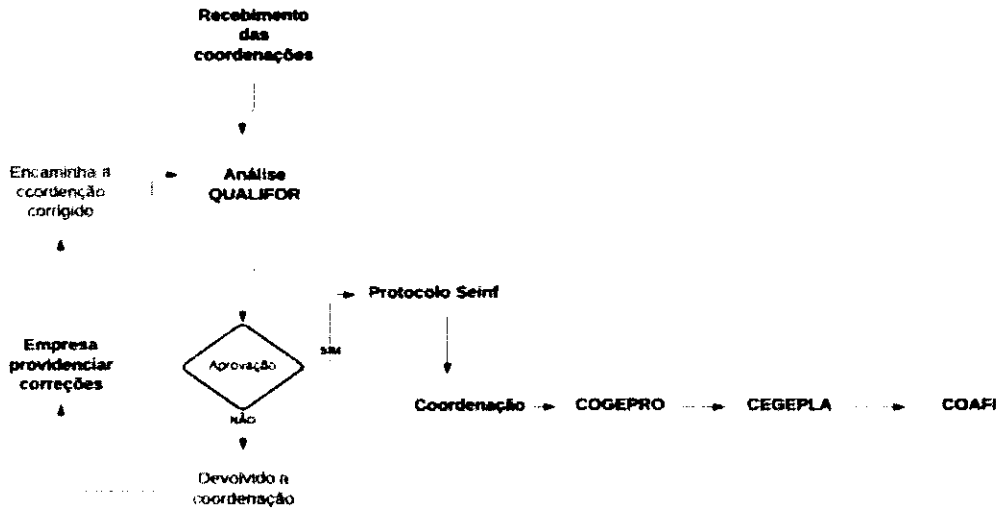 Recebimento
das
coordenações
Encaminha a
coordenção
corrigido
Análise
QUALIFOR
Protocolo Seinf
Empresa
providenciar
correções
Aprovação
SIM
NÃO
Coordenação
COGEPRO
CEGEPLA
COAFI
Devolvido a
coordenação